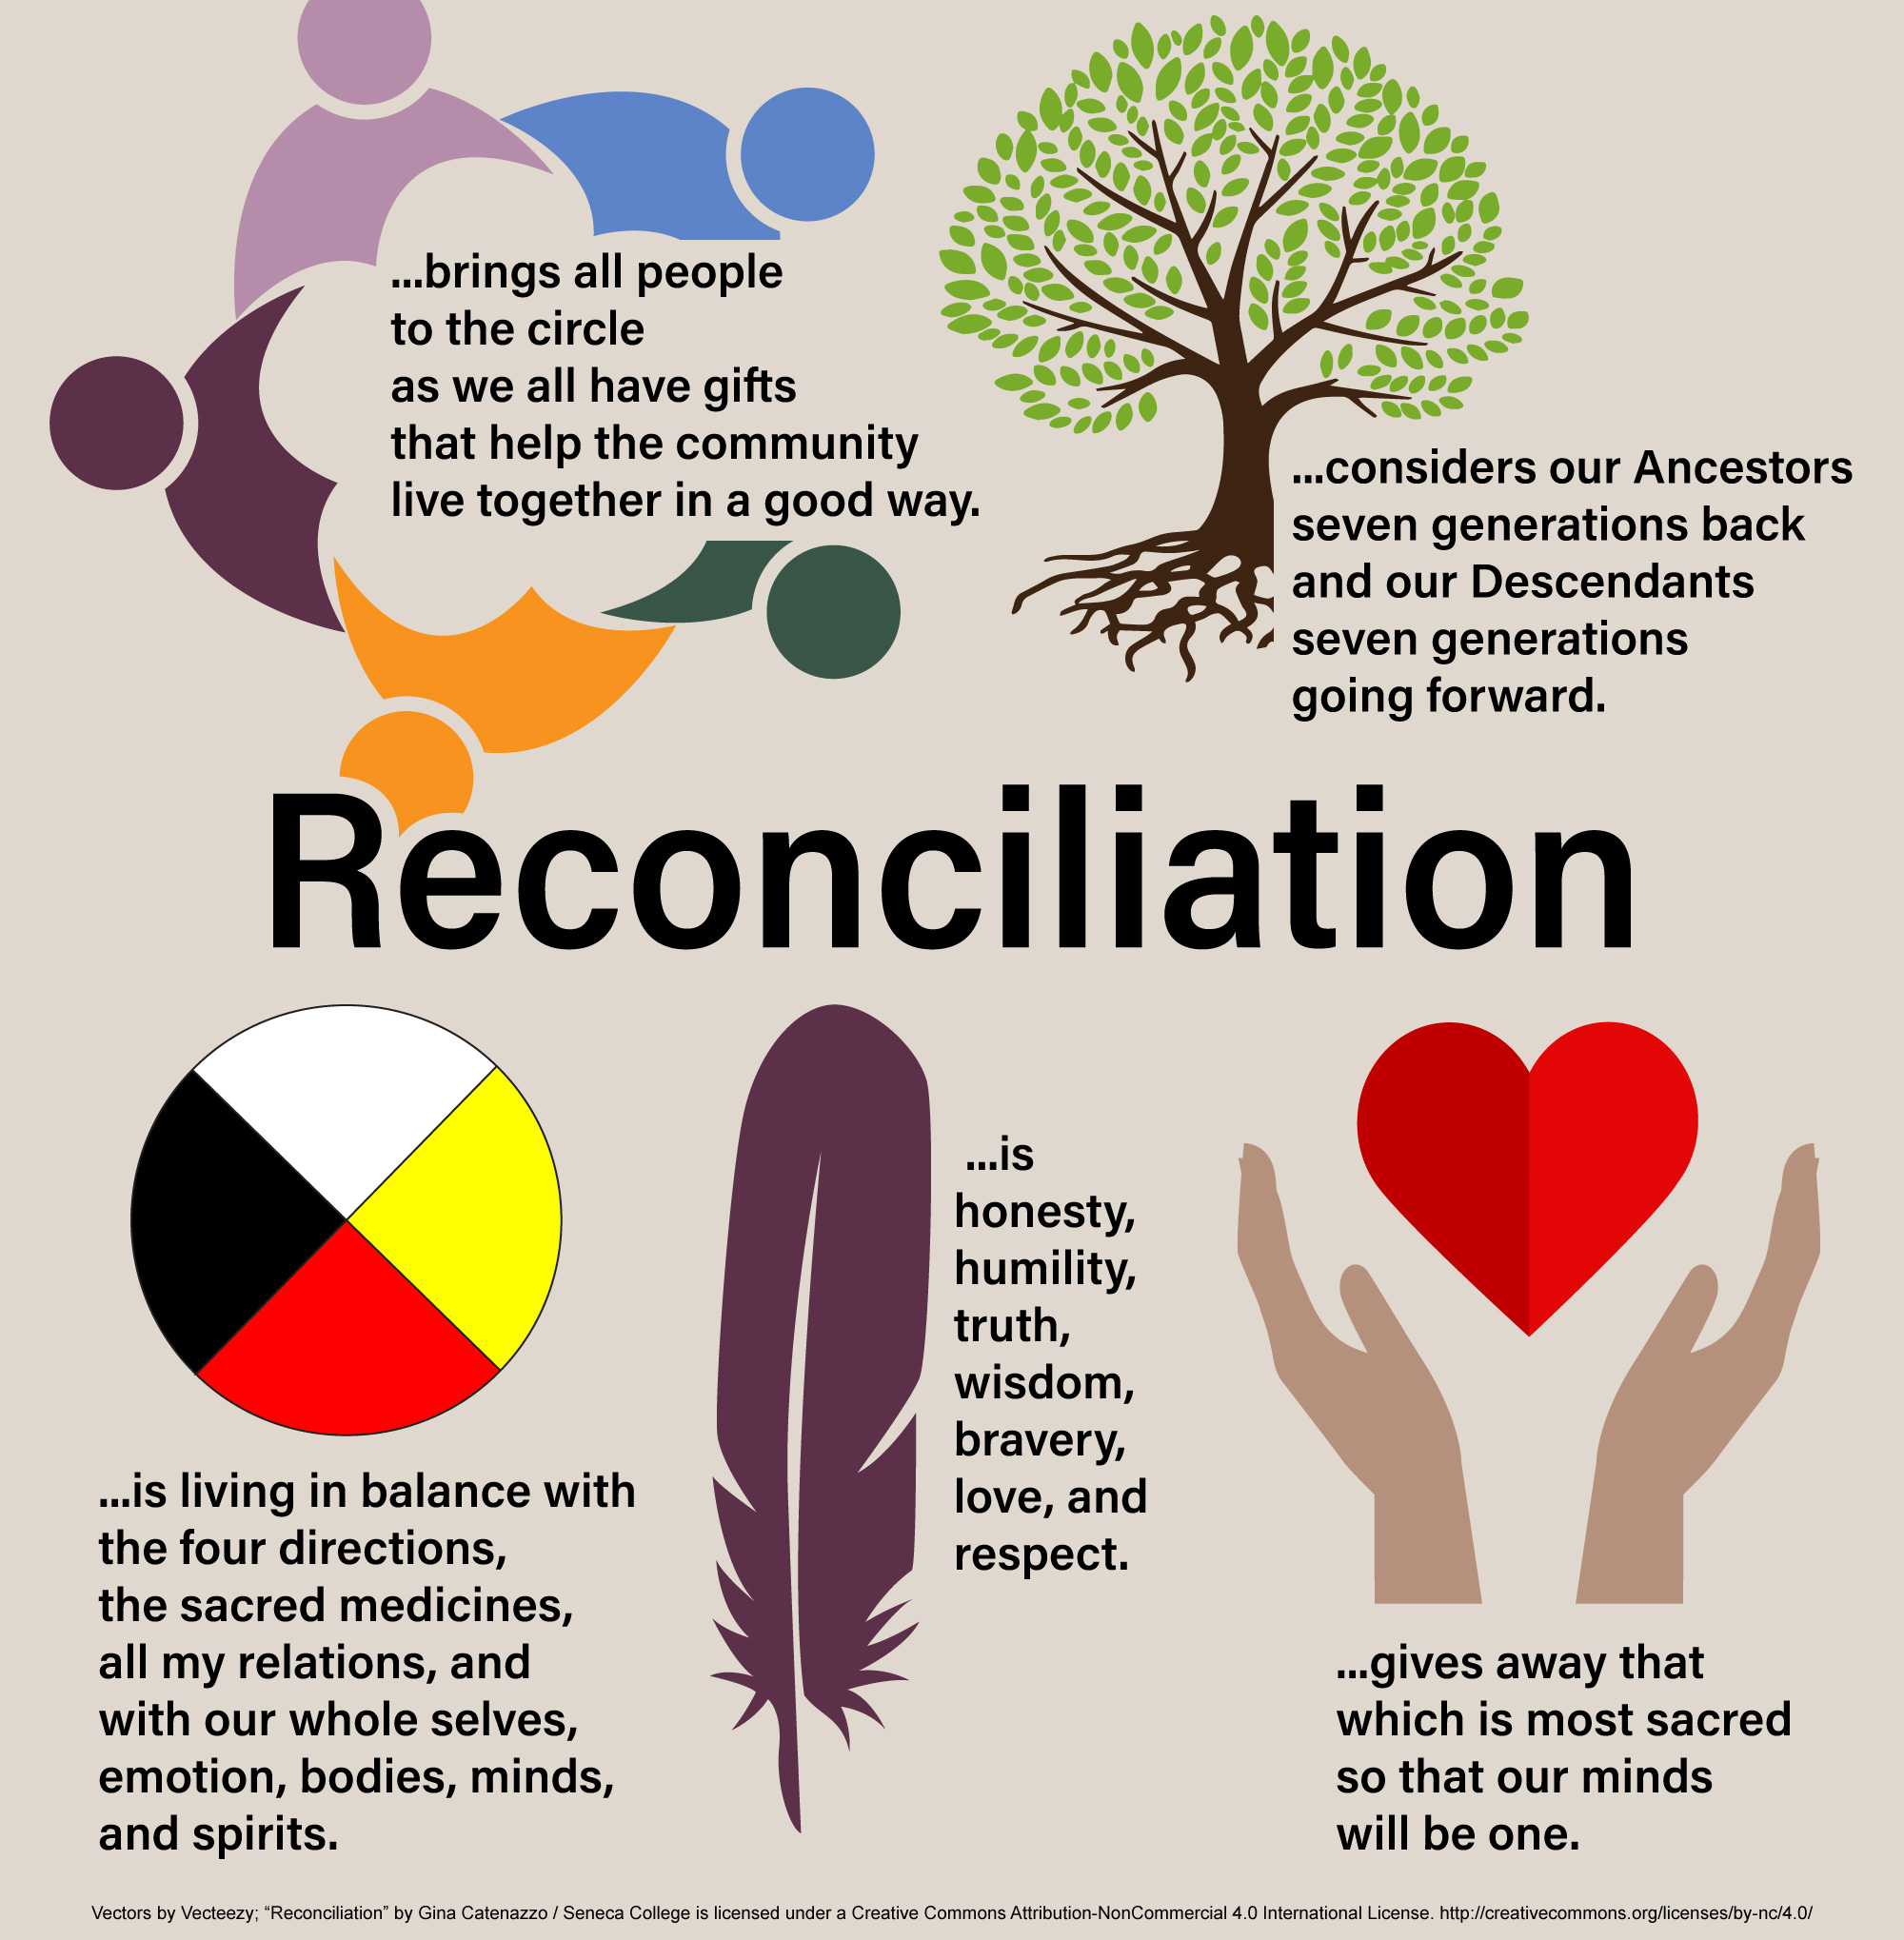 ...brings all people
to the circle
as we all have gifts
that help the community
live together in a good way.
...considers our Ancestors
seven generations back
and our Descendants
seven generations
going forward.
Reconciliation
...is living in balance with
the four directions,
the sacred medicines,
all my relations, and
with our whole selves,
emotion, bodies, minds,
and spirits.
...is
honesty,
humility,
truth,
wisdom,
bravery,
love, and
respect.
...gives away that
which is most sacred
so that our minds
will be one.
Vectors by Vecteezy; “Reconciliation” by Gina Catenazzo / Seneca College is licensed under a Creative Commons Attribution-NonCommercial 4.0 International License. http://creativecommons.org/licenses/by-nc/4.0/